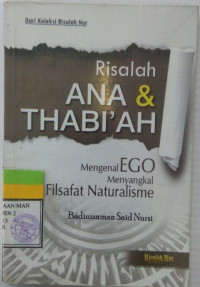 Dari Koleksi Risalah Nur
Risalah
ANA &
THABI'AH
Mengenal EGO
Menyangkal
Filsafat Naturalisme
Badiuzzaman Said Nursi
Risalah Nur